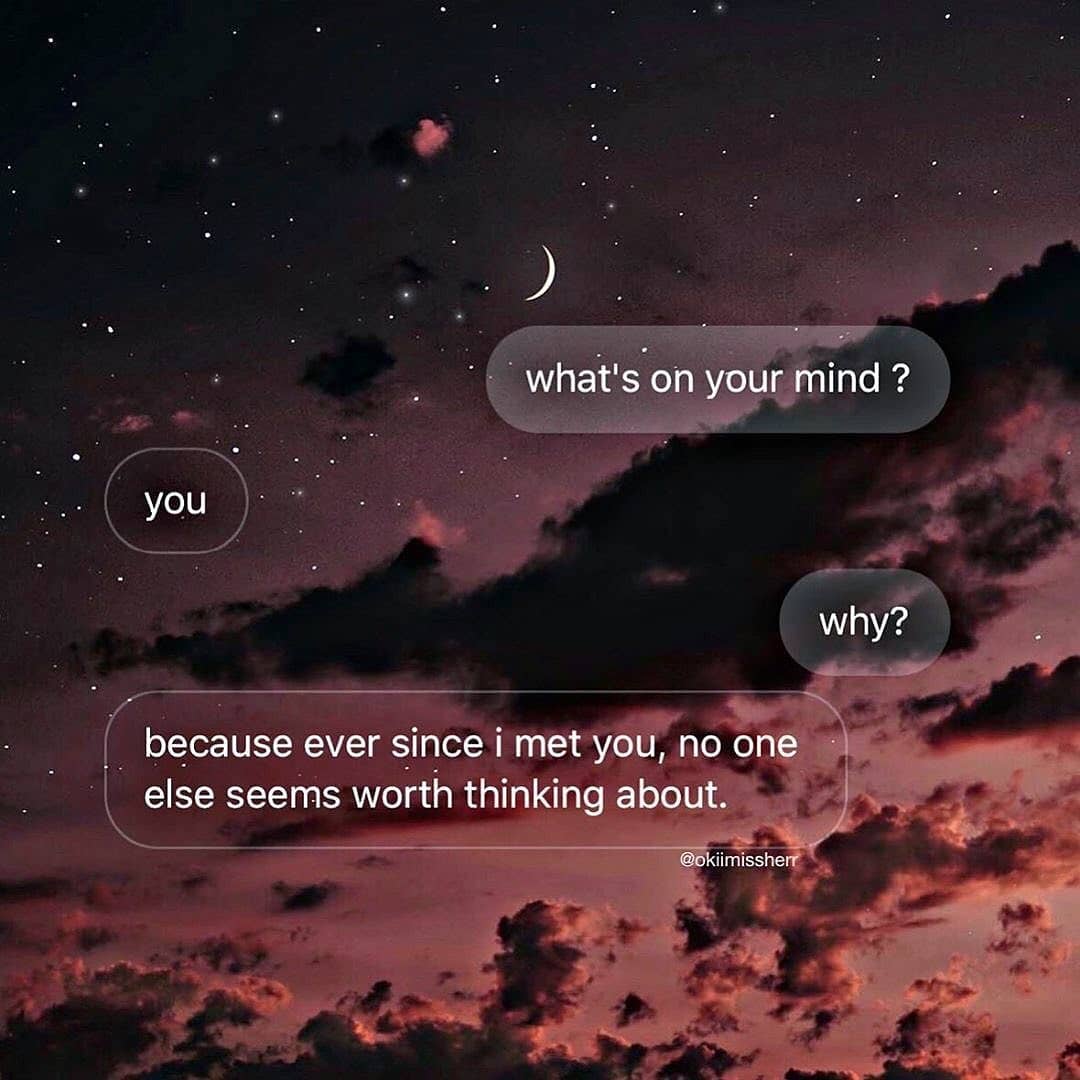 what's on your mind ?
you
why?
because ever since i met you, no one
else seems worth thinking about.
@okiimissherr